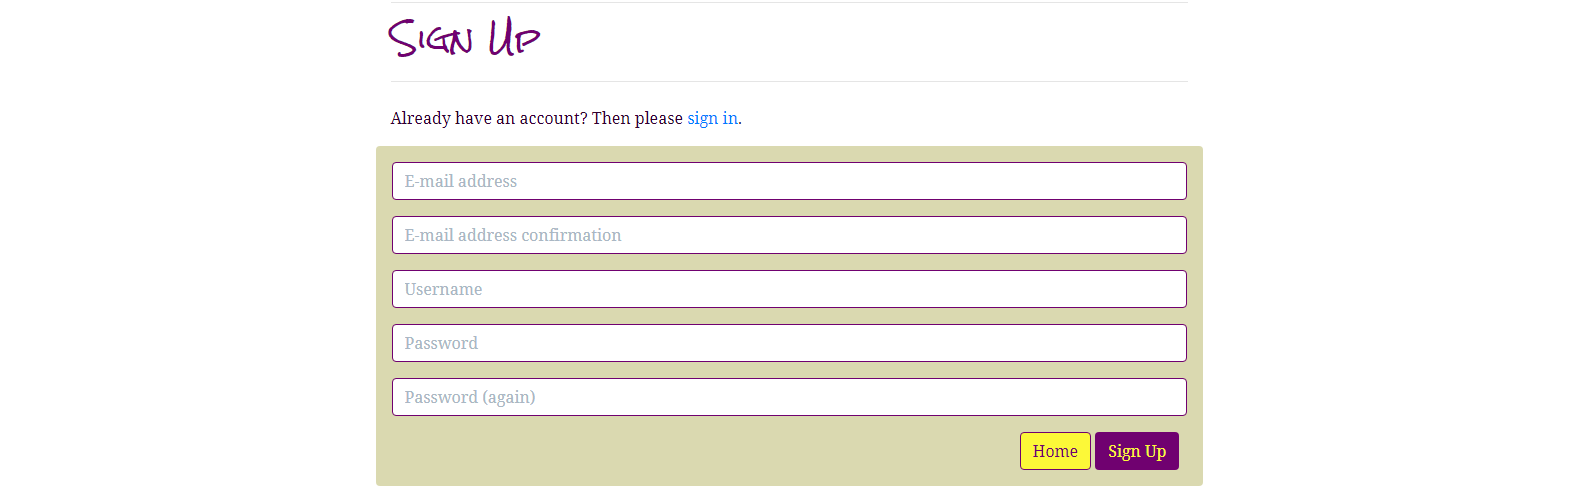 Sign Up
Already have an account? Then please sign in.
E-mail address
E-mail address confirmation
Username
Password
Password (again)
Home Sign Up